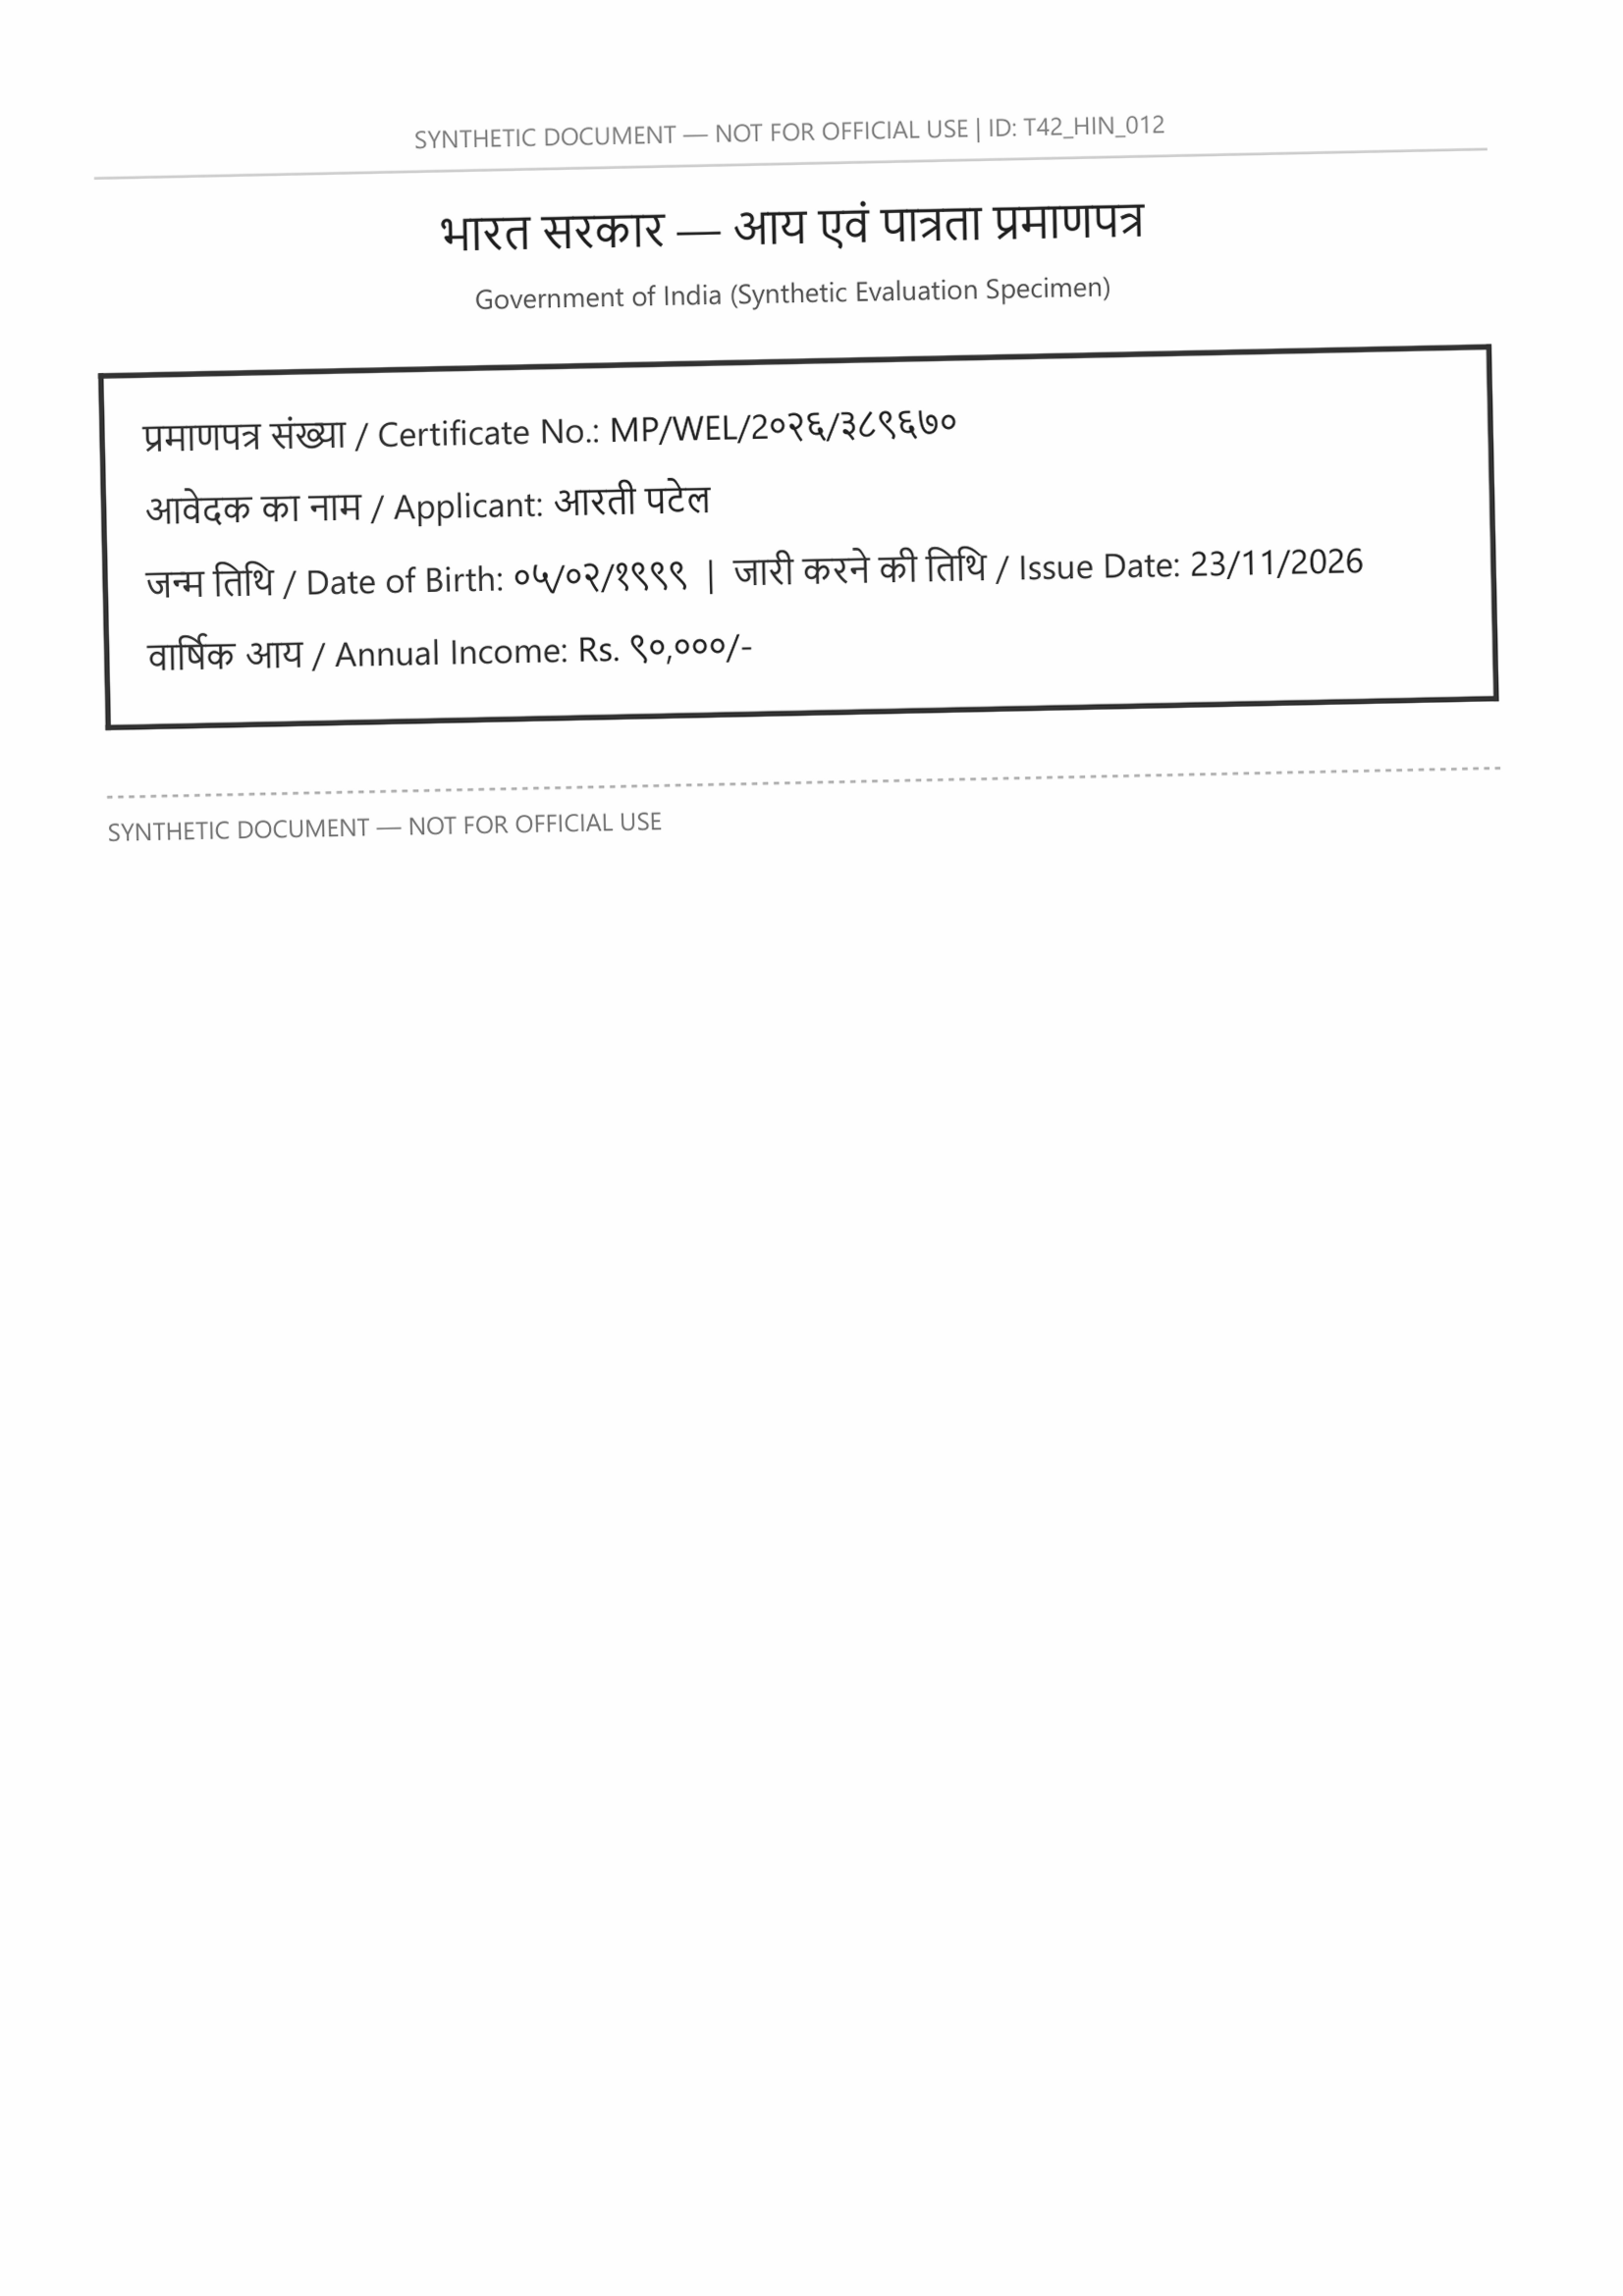 SYNTHETIC DOCUMENT — NOT FOR OFFICIAL USE | ID: T42_HIN_012
भारत सरकार — आय एवं पात्रता प्रमाणपत्र
Government of India (Synthetic Evaluation Specimen)
प्रमाणपत्र संख्या / Certificate No.: MP/WEL/2०२६/३८९६७०
आवेदक का नाम / Applicant: आरती पटेल
जन्म तिथि / Date of Birth: ०५/०२/१९९९ | जारी करने की तिथि / Issue Date: 23/11/2026
वार्षिक आय / Annual Income: Rs. ९०,०००/-
SYNTHETIC DOCUMENT — NOT FOR OFFICIAL USE